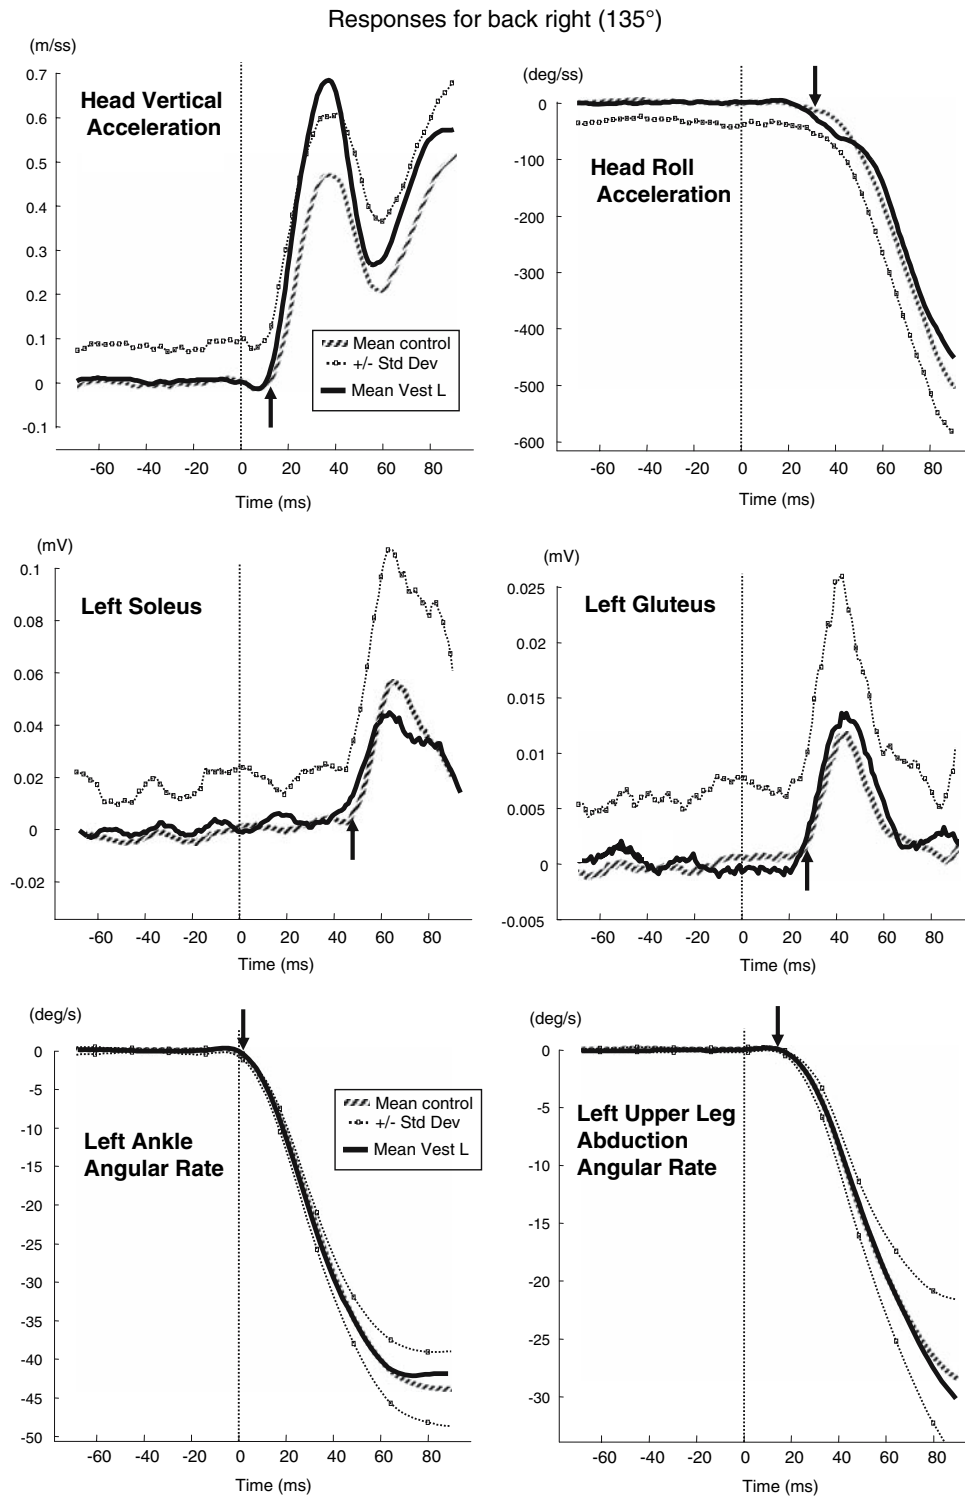 Responses for back right (135°)
(m/ss)
0.7
0.6
0.5
0.4
0.3
0.2
0.1
0
-0.1
Head Vertical
Acceleration
Mean control
+/- Std Dev
Mean Vest L
-60 -40 -20 0 20 40 60 80
Time (ms)
(deg/ss)
0
-100
-200
-300
-400
-500
-600
Head Roll
Acceleration
-60 -40 -20 0 20 40 60 80
Time (ms)
(mV)
0.1
0.08
0.06
0.04
0.02
0
-0.02
Left Soleus
-60 -40 -20 0 20 40 60 80
Time (ms)
(mV)
0.025
0.02
0.015
0.01
0.005
0
-0.005
Left Gluteus
-60 -40 -20 0 20 40 60 80
Time (ms)
(deg/s)
0
-5
-10
-15
-20
-25
-30
-35
-40
-45
-50
Left Ankle
Angular Rate
Mean control
+/- Std Dev
Mean Vest L
-60 -40 -20 0 20 40 60 80
Time (ms)
(deg/s)
0
-5
-10
-15
-20
-25
-30
Left Upper Leg
Abduction
Angular Rate
-60 -40 -20 0 20 40 60 80
Time (ms)